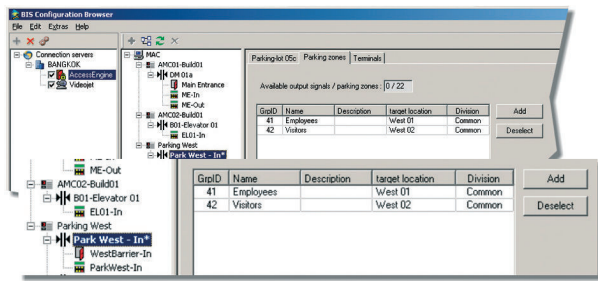 BIS Configuration Browser
File Edit Extras Help
Connection servers
BANGKOK
AccessEngine
Videojet
MAC
AMC01-Build01
DM 01a
Main Entrance
ME-In
ME-Out
AMC02-Build01
B01-Elevator 01
EL01-In
Parking West
Park West - In*
Parking-lot 05c Parking zones Terminals
Available output signals / parking zones : 0 / 22
GrpID Name Description target location Division
41 Employees West 01 Common
42 Visitors West 02 Common
Add
Deselect
ME-Out
AMC02-Build01
B01-Elevator 01
EL01-In
Parking West
Park West - In*
WestBarrier-In
ParkWest-In
GrpID Name Description target location Division
41 Employees West 01 Common
42 Visitors West 02 Common
Add
Deselect